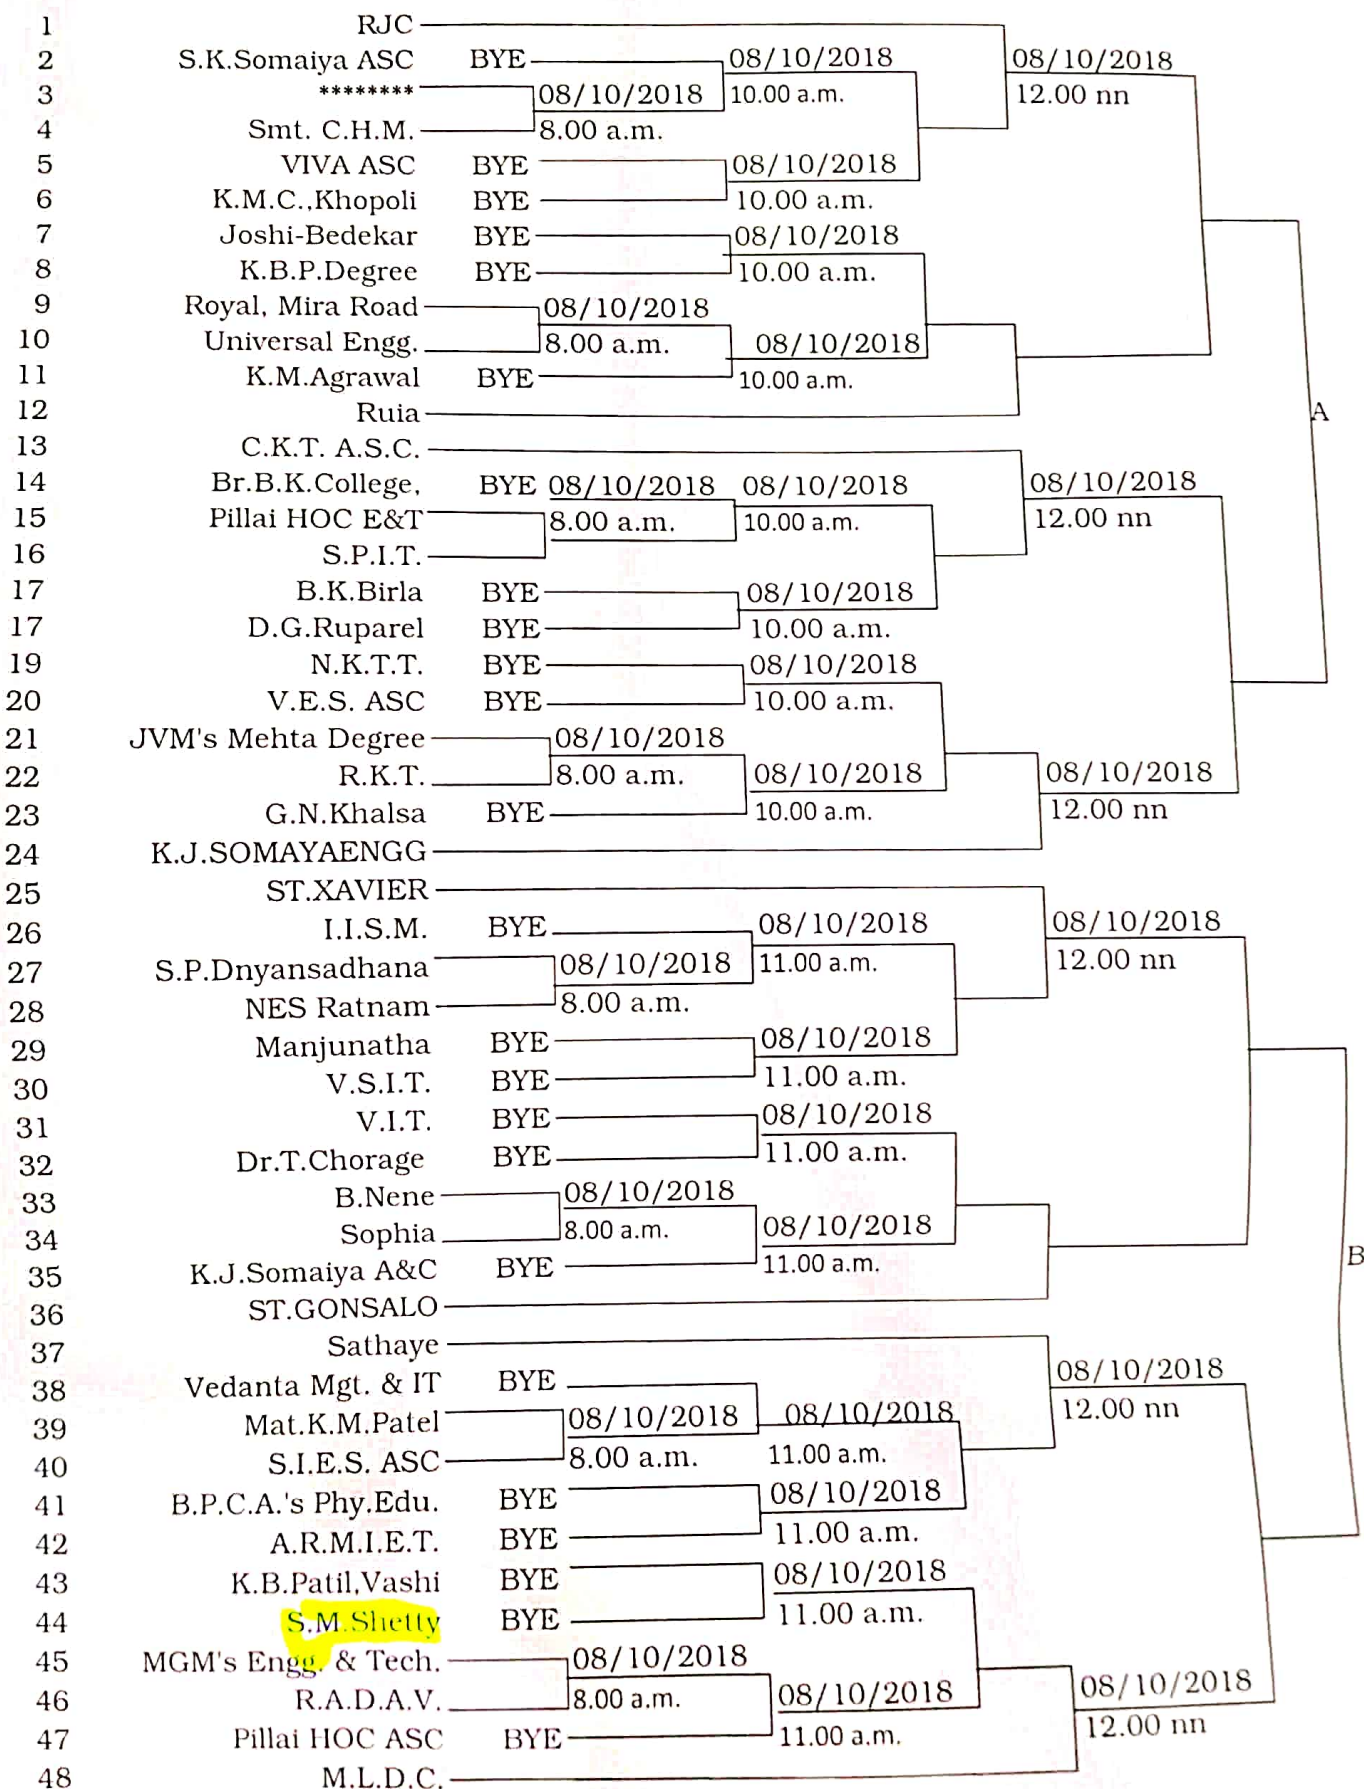 1 RJC
2 S.K.Somaiya ASC BYE 08/10/2018 08/10/2018
3 ******** 08/10/2018 10.00 a.m. 12.00 nn
4 Smt. C.H.M. 8.00 a.m.
5 VIVA ASC BYE 08/10/2018
6 K.M.C.,Khopoli BYE 10.00 a.m.
7 Joshi-Bedekar BYE 08/10/2018
8 K.B.P.Degree BYE 10.00 a.m.
9 Royal, Mira Road 08/10/2018
10 Universal Engg. 8.00 a.m. 08/10/2018
11 K.M.Agrawal BYE 10.00 a.m.
12 Ruia A
13 C.K.T. A.S.C.
14 Br.B.K.College, BYE 08/10/2018 08/10/2018 08/10/2018
15 Pillai HOC E&T 8.00 a.m. 10.00 a.m. 12.00 nn
16 S.P.I.T.
17 B.K.Birla BYE 08/10/2018
17 D.G.Ruparel BYE 10.00 a.m.
19 N.K.T.T. BYE 08/10/2018
20 V.E.S. ASC BYE 10.00 a.m.
21 JVM's Mehta Degree 08/10/2018
22 R.K.T. 8.00 a.m. 08/10/2018 08/10/2018
23 G.N.Khalsa BYE 10.00 a.m. 12.00 nn
24 K.J.SOMAYAENGG
25 ST.XAVIER
26 I.I.S.M. BYE 08/10/2018 08/10/2018
27 S.P.Dnyansadhana 08/10/2018 11.00 a.m. 12.00 nn
28 NES Ratnam 8.00 a.m.
29 Manjunatha BYE 08/10/2018
30 V.S.I.T. BYE 11.00 a.m.
31 V.I.T. BYE 08/10/2018
32 Dr.T.Chorage BYE 11.00 a.m.
33 B.Nene 08/10/2018
34 Sophia 8.00 a.m. 08/10/2018
35 K.J.Somaiya A&C BYE 11.00 a.m. B
36 ST.GONSALO
37 Sathaye
38 Vedanta Mgt. & IT BYE 08/10/2018
39 Mat.K.M.Patel 08/10/2018 08/10/2018 12.00 nn
40 S.I.E.S. ASC 8.00 a.m. 11.00 a.m.
41 B.P.C.A.'s Phy.Edu. BYE 08/10/2018
42 A.R.M.I.E.T. BYE 11.00 a.m.
43 K.B.Patil,Vashi BYE 08/10/2018
44 S.M.Shetty BYE 11.00 a.m.
45 MGM's Engg. & Tech. 08/10/2018
46 R.A.D.A.V. 8.00 a.m. 08/10/2018 08/10/2018
47 Pillai HOC ASC BYE 11.00 a.m. 12.00 nn
48 M.L.D.C.